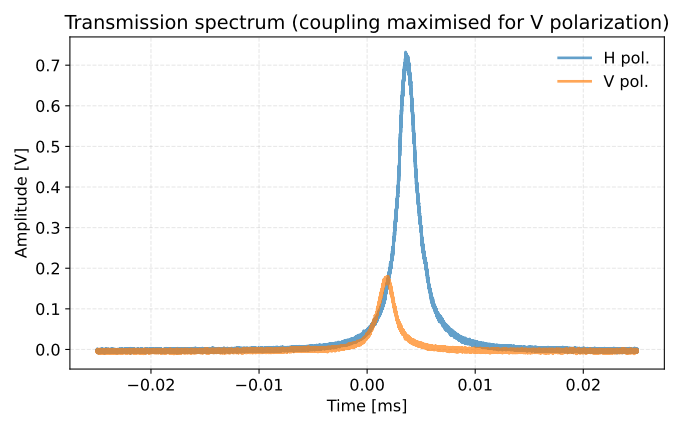 Transmission spectrum (coupling maximised for V polarization)
H pol.
V pol.
0.7
0.6
0.5
0.4
0.3
0.2
0.1
0.0
Amplitude [V]
−0.02 −0.01 0.00 0.01 0.02
Time [ms]